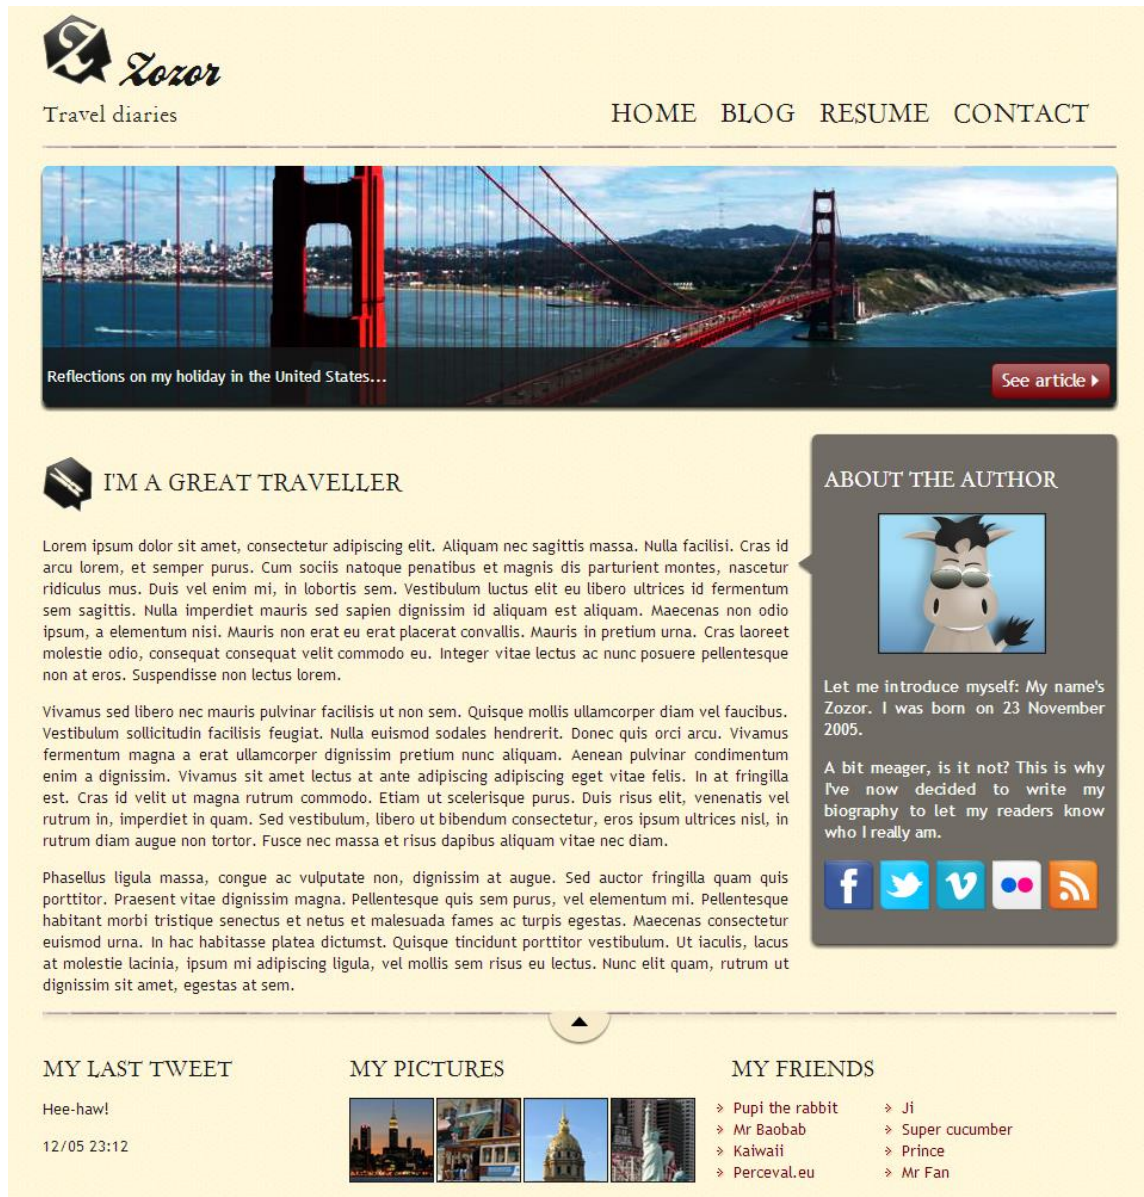 Zozor
Travel diaries
HOME BLOG RESUME CONTACT
Reflections on my holiday in the United States...
See article
I'M A GREAT TRAVELLER
Lorem ipsum dolor sit amet, consectetur adipiscing elit. Aliquam nec sagittis massa. Nulla facilisi. Cras id
arcu lorem, et semper purus. Cum sociis natoque penatibus et magnis dis parturient montes, nascetur
ridiculus mus. Duis vel enim mi, in lobortis sem. Vestibulum luctus elit eu libero ultrices id fermentum
sem sagittis. Nulla imperdiet mauris sed sapien dignissim id aliquam est aliquam. Maecenas non odio
ipsum, a elementum nisi. Mauris non erat eu erat placerat convallis. Mauris in pretium urna. Cras laoreet
molestie odio, consequat consequat velit commodo eu. Integer vitae lectus ac nunc posuere pellentesque
non at eros. Suspendisse non lectus lorem.
Vivamus sed libero nec mauris pulvinar facilisis ut non sem. Quisque mollis ullamcorper diam vel faucibus.
Vestibulum sollicitudin facilisis feugiat. Nulla euismod sodales hendrerit. Donec quis orci arcu. Vivamus
fermentum magna a erat ullamcorper dignissim pretium nunc aliquam. Aenean pulvinar condimentum
enim a dignissim. Vivamus sit amet lectus at ante adipiscing adipiscing eget vitae felis. In at fringilla
est. Cras id velit ut magna rutrum commodo. Etiam ut scelerisque purus. Duis risus elit, venenatis vel
rutrum in, imperdiet in quam. Sed vestibulum, libero ut bibendum consectetur, eros ipsum ultrices nisl, in
rutrum diam augue non tortor. Fusce nec massa et risus dapibus aliquam vitae nec diam.
Phasellus ligula massa, congue ac vulputate non, dignissim at augue. Sed auctor fringilla quam quis
porttitor. Praesent vitae dignissim magna. Pellentesque quis sem purus, vel elementum mi. Pellentesque
habitant morbi tristique senectus et netus et malesuada fames ac turpis egestas. Maecenas consectetur
euismod urna. In hac habitasse platea dictumst. Quisque tincidunt porttitor vestibulum. Ut iaculis, lacus
at molestie lacinia, ipsum mi adipiscing ligula, vel mollis sem risus eu lectus. Nunc elit quam, rutrum ut
dignissim sit amet, egestas at sem.
ABOUT THE AUTHOR
Let me introduce myself: My name's
Zozor. I was born on 23 November
2005.
A bit meager, is it not? This is why
I've now decided to write my
biography to let my readers know
who I really am.
MY LAST TWEET
Hee-haw!
12/05 23:12
MY PICTURES
MY FRIENDS
Pupi the rabbit
Mr Baobab
Kaiwaii
Perceval.eu
Ji
Super cucumber
Prince
Mr Fan